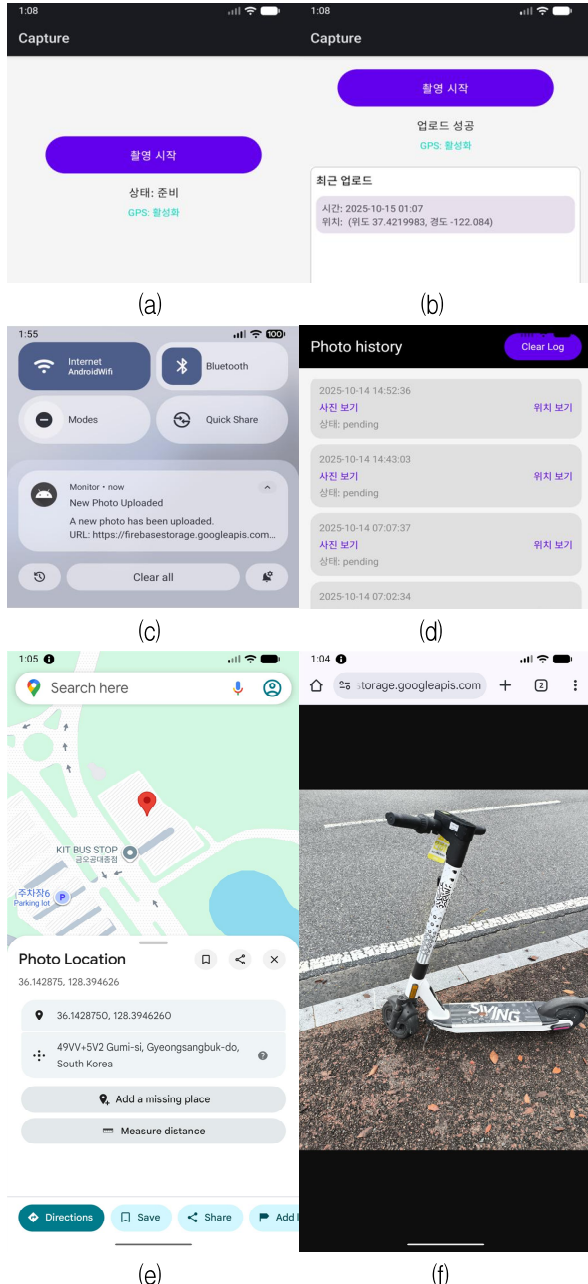 1:08
Capture
촬영 시작
상태: 준비
GPS: 활성화
(a)
1:08
Capture
촬영 시작
업로드 성공
GPS: 활성화
최근 업로드
시간: 2025-10-15 01:07
위치: (위도 37.4219983, 경도 -122.084)
(b)
1:55
100
Internet
AndroidWifi
Bluetooth
Modes
Quick Share
Monitor • now
New Photo Uploaded
A new photo has been uploaded.
URL: https://firebasestorage.googleapis.com...
Clear all
(c)
Photo history
Clear Log
2025-10-14 14:52:36
사진 보기
위치 보기
상태: pending
2025-10-14 14:43:03
사진 보기
위치 보기
상태: pending
2025-10-14 07:07:37
사진 보기
위치 보기
상태: pending
2025-10-14 07:02:34
(d)
1:05
Search here
KIT BUS STOP
금오공대종점
주차장6
Parking lot
P
Photo Location
36.142875, 128.394626
36.1428750, 128.3946260
49VV+5V2 Gumi-si, Gyeongsangbuk-do,
South Korea
Add a missing place
Measure distance
Directions
Save
Share
Add
(e)
1:04
storage.googleapis.com
2
SWING
(f)